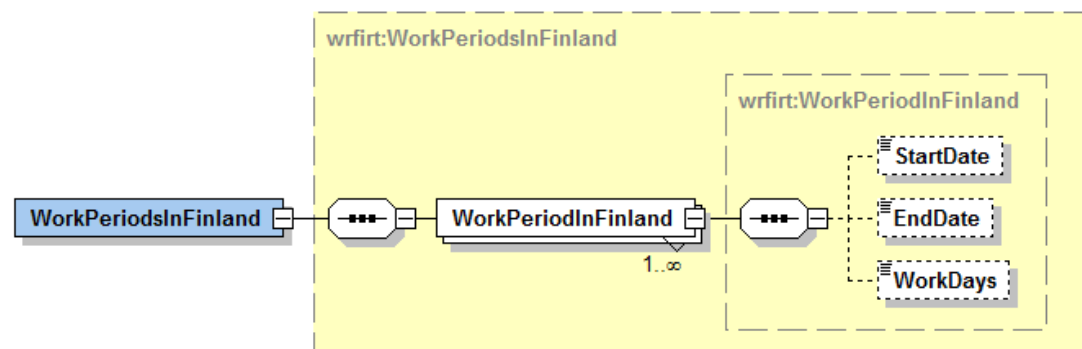 wrfirt:WorkPeriodsInFinland
wrfirt:WorkPeriodInFinland
StartDate
WorkPeriodsInFinland
WorkPeriodInFinland
EndDate
1..∞
WorkDays